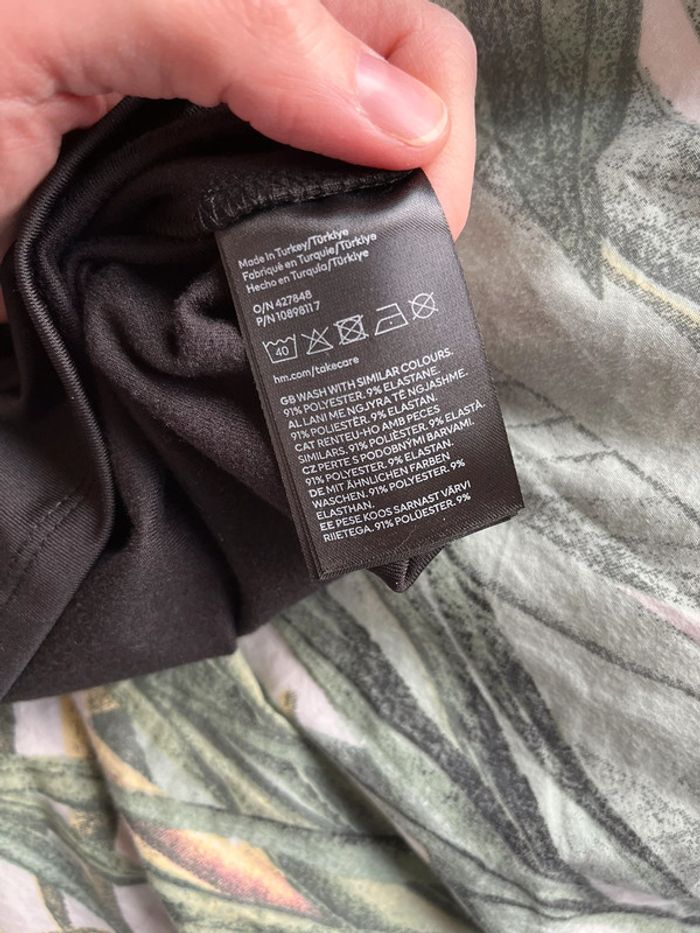 Made in Turkey/Türkiye
Fabriqué en Turquie/Türkiye
Hecho en Turquía/Türkiye
O/N 427848
P/N 1089811 7
40
hm.com/takecare
GB WASH WITH SIMILAR COLOURS.
91% POLYESTER. 9% ELASTANE.
AL LANI ME NGJYRA TË NGJASHME.
91% POLIESTËR. 9% ELASTAN.
CAT RENTEU-HO AMB PECES
SIMILARS. 91% POLIÈSTER. 9% ELASTÀ.
CZ PERTE S PODOBNÝMI BARVAMI.
91% POLYESTER. 9% ELASTAN.
DE MIT ÄHNLICHEN FARBEN
WASCHEN. 91% POLYESTER. 9%
ELASTHAN.
EE PESE KOOS SARNAST VÄRVI
RIIETEGA. 91% POLÜESTER. 9%